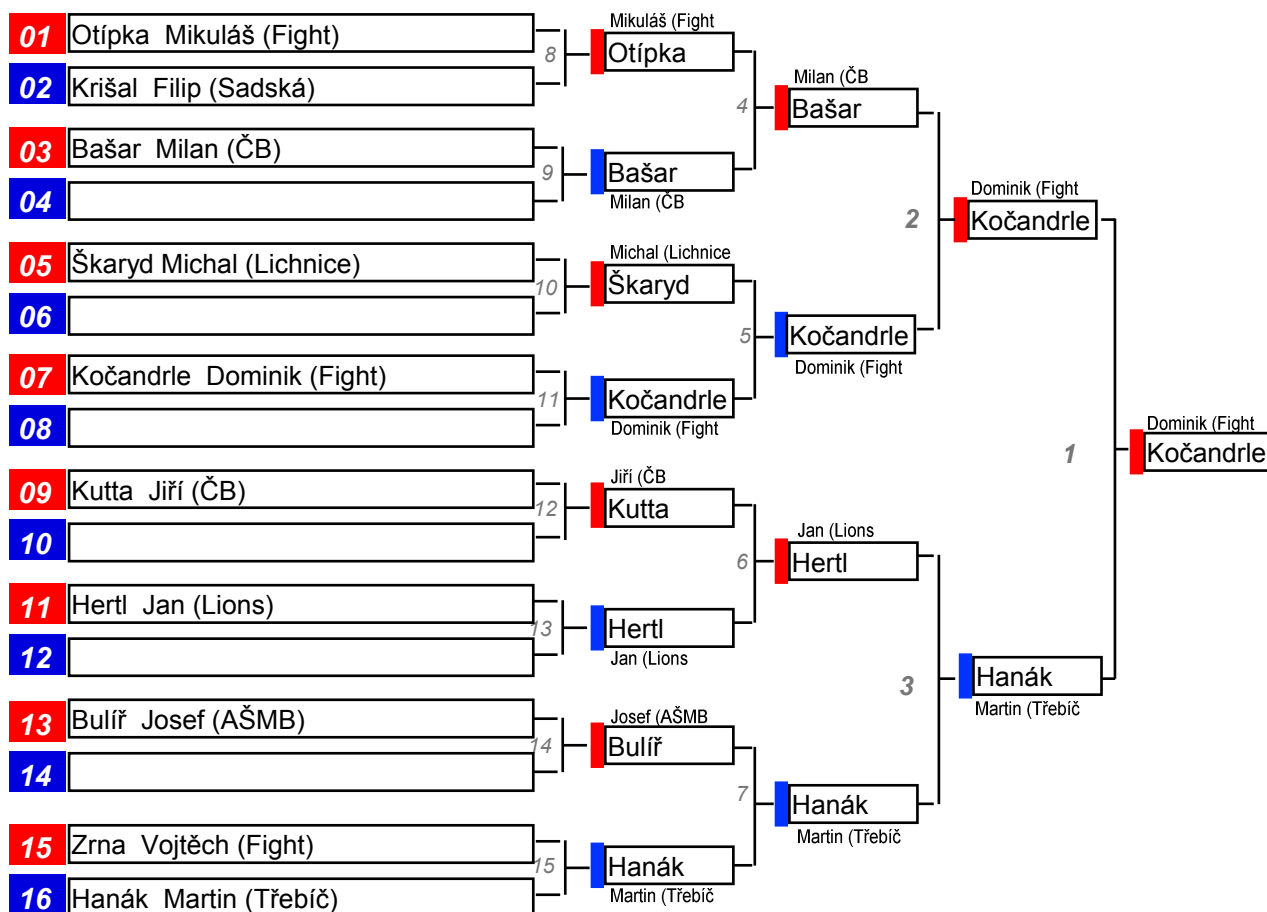 01 Otípka  Mikuláš (Fight)
02 Krišal  Filip (Sadská)
03 Bašar  Milan (ČB)
04
05 Škaryd Michal (Lichnice)
06
07 Kočandrle  Dominik (Fight)
08
09 Kutta  Jiří (ČB)
10
11 Hertl  Jan (Lions)
12
13 Bulíř  Josef (AŠMB)
14
15 Zrna  Vojtěch (Fight)
16 Hanák  Martin (Třebíč)
8
9
10
11
12
13
14
15
Mikuláš (Fight
Otípka
Bašar
Milan (ČB
Michal (Lichnice
Škaryd
Kočandrle
Dominik (Fight
Jiří (ČB
Kutta
Hertl
Jan (Lions
Josef (AŠMB
Bulíř
Hanák
Martin (Třebíč
4
5
6
7
Milan (ČB
Bašar
Kočandrle
Dominik (Fight
Jan (Lions
Hertl
Hanák
Martin (Třebíč
2
3
Dominik (Fight
Kočandrle
Hanák
Martin (Třebíč
1
Dominik (Fight
Kočandrle